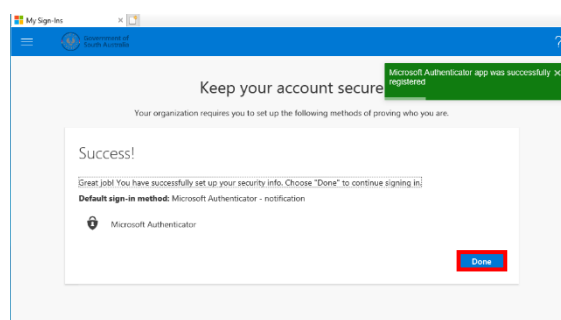 My Sign-Ins
Government of
South Australia
?
Microsoft Authenticator app was successfully
registered
Keep your account secure
Your organization requires you to set up the following methods of proving who you are.
Success!
Great job! You have successfully set up your security info. Choose "Done" to continue signing in.
Default sign-in method: Microsoft Authenticator - notification
Microsoft Authenticator
Done